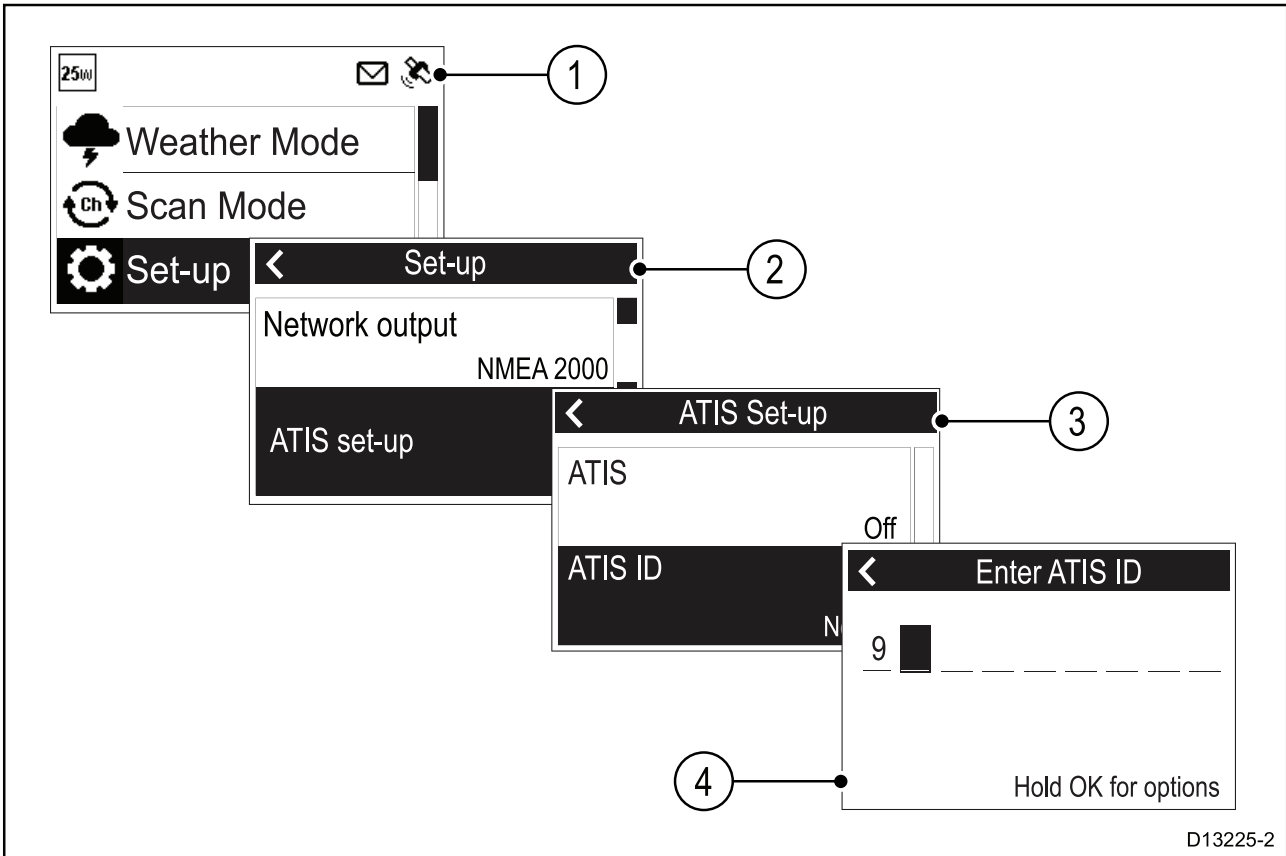 25W
1
Weather Mode
Ch
Scan Mode
Set-up
Set-up
2
Network output
NMEA 2000
ATIS set-up
ATIS Set-up
3
ATIS
Off
ATIS ID
Enter ATIS ID
9
4
Hold OK for options
D13225-2